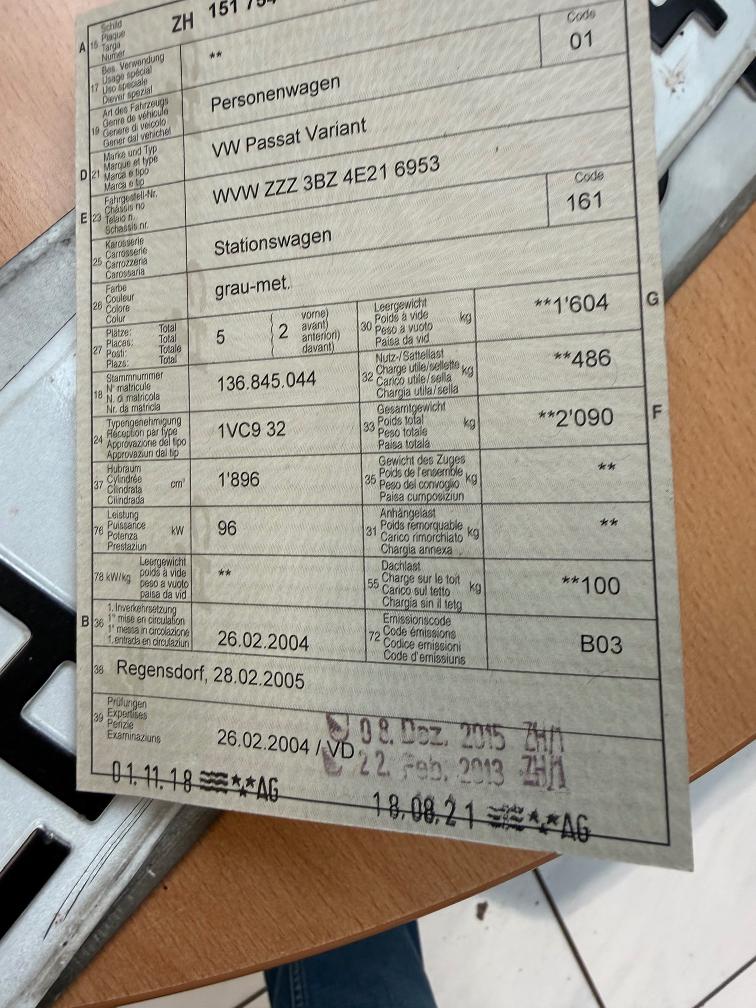 A 15 Schild
Plaque
Targa
Numer
ZH 151 754
17 Bes. Verwendung
Usage spécial
Uso speciale
Diever spezial
**
Code
01
19 Art des Fahrzeugs
Genre de véhicule
Genere di veicolo
Gener dal vehichel
Personenwagen
D 21 Marke und Typ
Marque et type
Marca e tipo
Marca e tip
VW Passat Variant
E 23 Fahrgestell-Nr.
Châssis no
Telaio n.
Schassis nr.
WVW ZZZ 3BZ 4E21 6953
25 Karosserie
Carrosserie
Carrozzeria
Carossaria
Stationswagen
Code
161
26 Farbe
Couleur
Colore
Colur
grau-met.
27 Plätze: Total
Places: Total
Posti: Totale
Plazs: Total
5 2 vorne)
avant)
anteriori)
davant)
30 Leergewicht
Poids à vide
Peso a vuoto
Paisa da vid
kg
**1'604
G
18 Stammnummer
N° matricule
N. di matricola
Nr. da matricla
136.845.044
32 Nutz-/Sattellast
Charge utile/sellette
Carico utile/sella
Chargia utila/sella
kg
**486
24 Typengenehmigung
Réception par type
Approvazione del tipo
Approvaziun dal tip
1VC9 32
33 Gesamtgewicht
Poids total
Peso totale
Paisa totala
kg
**2'090
F
37 Hubraum
Cylindrée
Cilindrata
Cilindrada
cm³
1'896
35 Gewicht des Zuges
Poids de l'ensemble
Peso del convoglio
Paisa cumposiziun
kg
**
76 Leistung
Puissance
Potenza
Prestaziun
kW
96
31 Anhängelast
Poids remorquable
Carico rimorchiato
Chargia annexa
kg
**
78 kW/kg Leergewicht
poids à vide
peso a vuoto
paisa da vid
**
55 Dachlast
Charge sur le toit
Carico sul tetto
Chargia sin il tetg
kg
**100
B 36 1. Inverkehrsetzung
1re mise en circulation
1a messa in circolazione
1. entrada en circulaziun
26.02.2004
72 Emissionscode
Code émissions
Codice emissioni
Code d'emissiuns
B03
38 Regensdorf, 28.02.2005
39 Prüfungen
Expertises
Perizie
Examinaziuns
26.02.2004 / VD
08. Dez. 2015 ZH/1
22. Feb. 2013 ZH/1
01.11.18 AG
18.08.21 AG